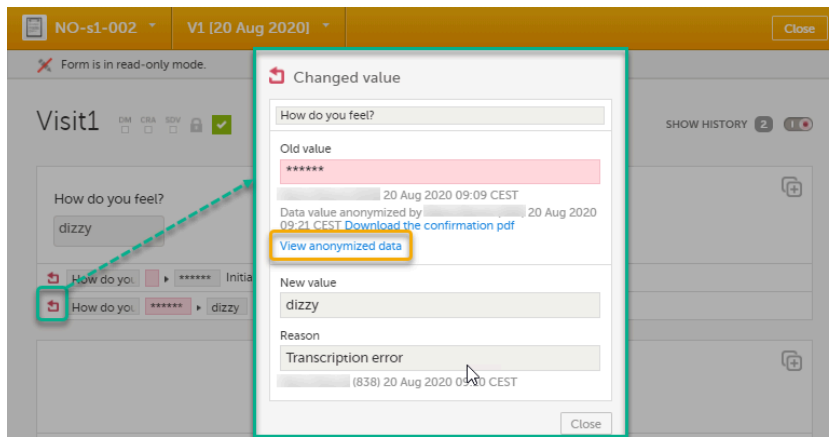 NO-s1-002
V1 [20 Aug 2020]
Close
Form is in read-only mode.
Visit1
DM CRA SDV
SHOW HISTORY 2
How do you feel?
dizzy
How do you ****** Initia
How do you ****** dizzy
Changed value
How do you feel?
Old value
******
20 Aug 2020 09:09 CEST
Data value anonymized by 20 Aug 2020
09:21 CEST Download the confirmation pdf
View anonymized data
New value
dizzy
Reason
Transcription error
(838) 20 Aug 2020 CEST
Close